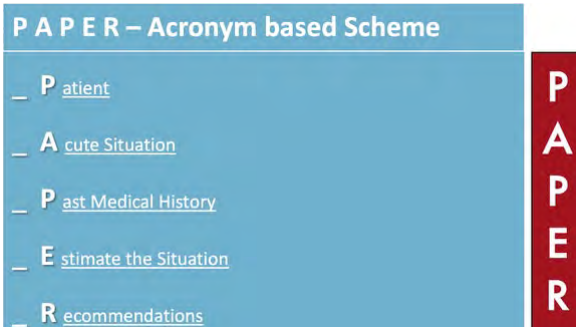 P A P E R – Acronym based Scheme
_ P atient
_ A cute Situation
_ P ast Medical History
_ E stimate the Situation
_ R ecommendations
P
A
P
E
R